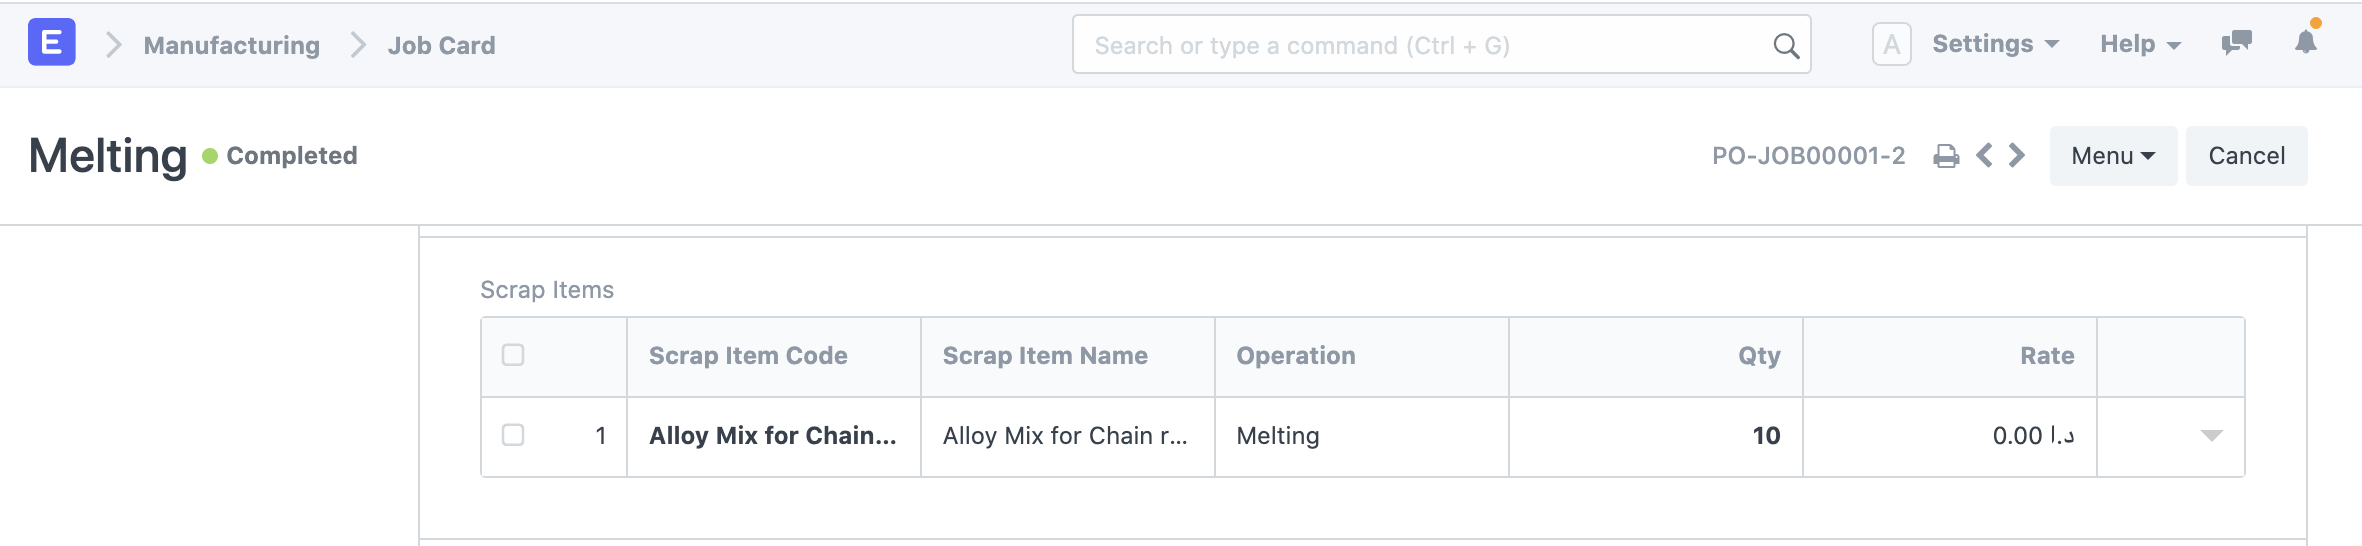 E Manufacturing Job Card Search or type a command (Ctrl + G) A Settings Help
Melting Completed PO-JOB00001-2 Menu Cancel
Scrap Items
Scrap Item Code Scrap Item Name Operation Qty Rate
1 Alloy Mix for Chain... Alloy Mix for Chain r... Melting 10 0.00 د.ا